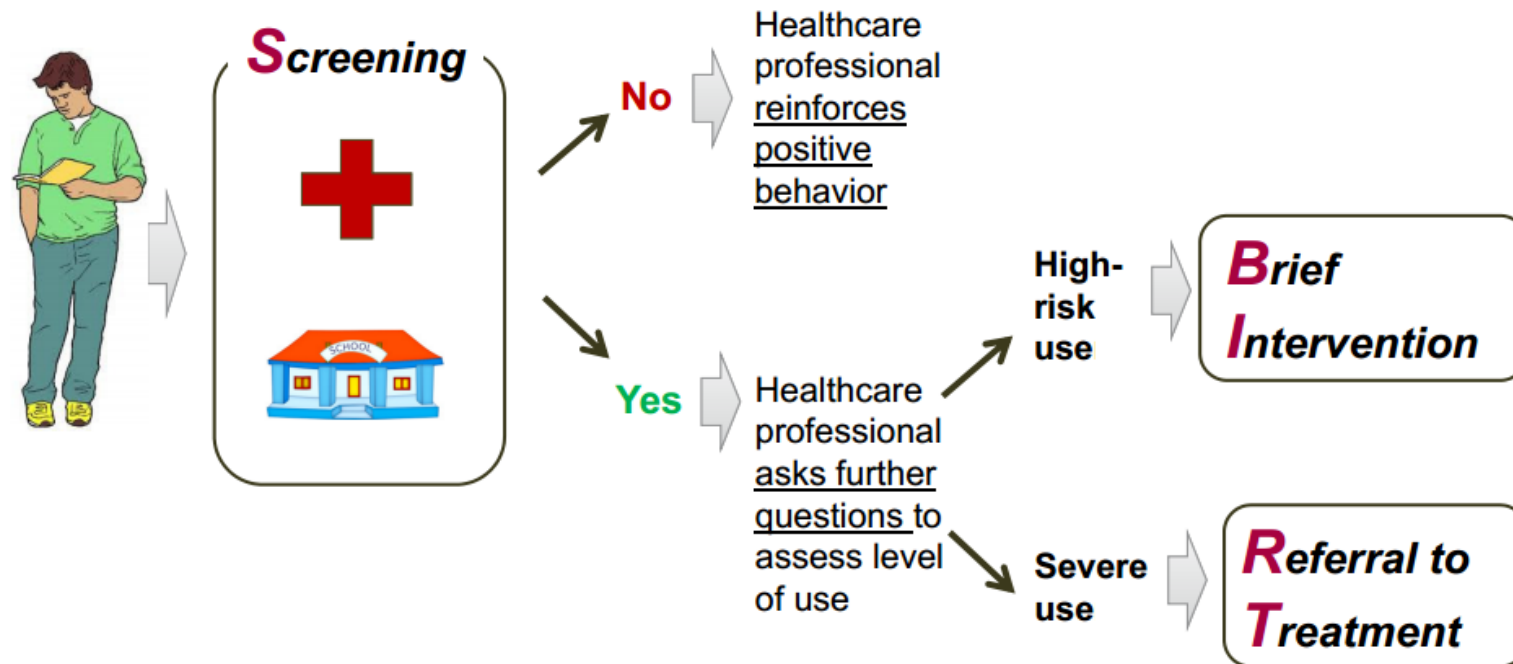 Screening
SCHOOL
No
Healthcare
professional
reinforces
positive
behavior
Yes
Healthcare
professional
asks further
questions to
assess level
of use
High-
risk
use
Brief
Intervention
Severe
use
Referral to
Treatment